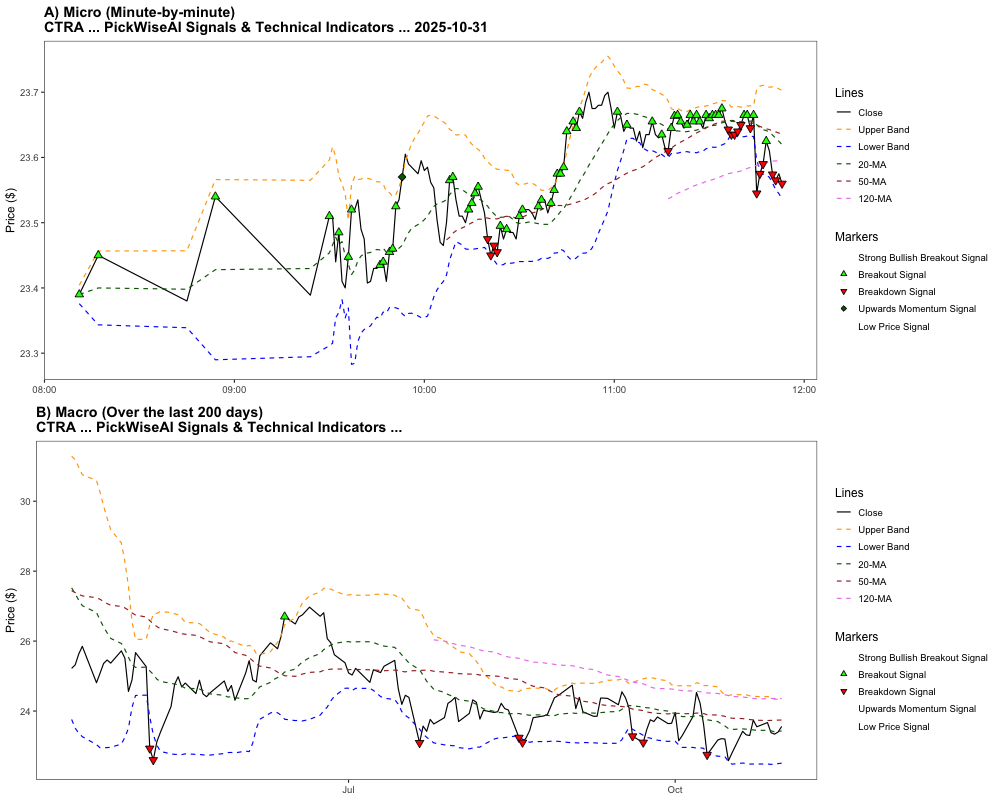 A) Micro (Minute-by-minute)
CTRA ... PickWiseAI Signals & Technical Indicators ... 2025-10-31
Price ($)
23.7
23.6
23.5
23.4
23.3
08:00
09:00
10:00
11:00
12:00
Lines
Close
Upper Band
Lower Band
20-MA
50-MA
120-MA
Markers
Strong Bullish Breakout Signal
Breakout Signal
Breakdown Signal
Upwards Momentum Signal
Low Price Signal
B) Macro (Over the last 200 days)
CTRA ... PickWiseAI Signals & Technical Indicators ...
Price ($)
30
28
26
24
Jul
Oct
Lines
Close
Upper Band
Lower Band
20-MA
50-MA
120-MA
Markers
Strong Bullish Breakout Signal
Breakout Signal
Breakdown Signal
Upwards Momentum Signal
Low Price Signal